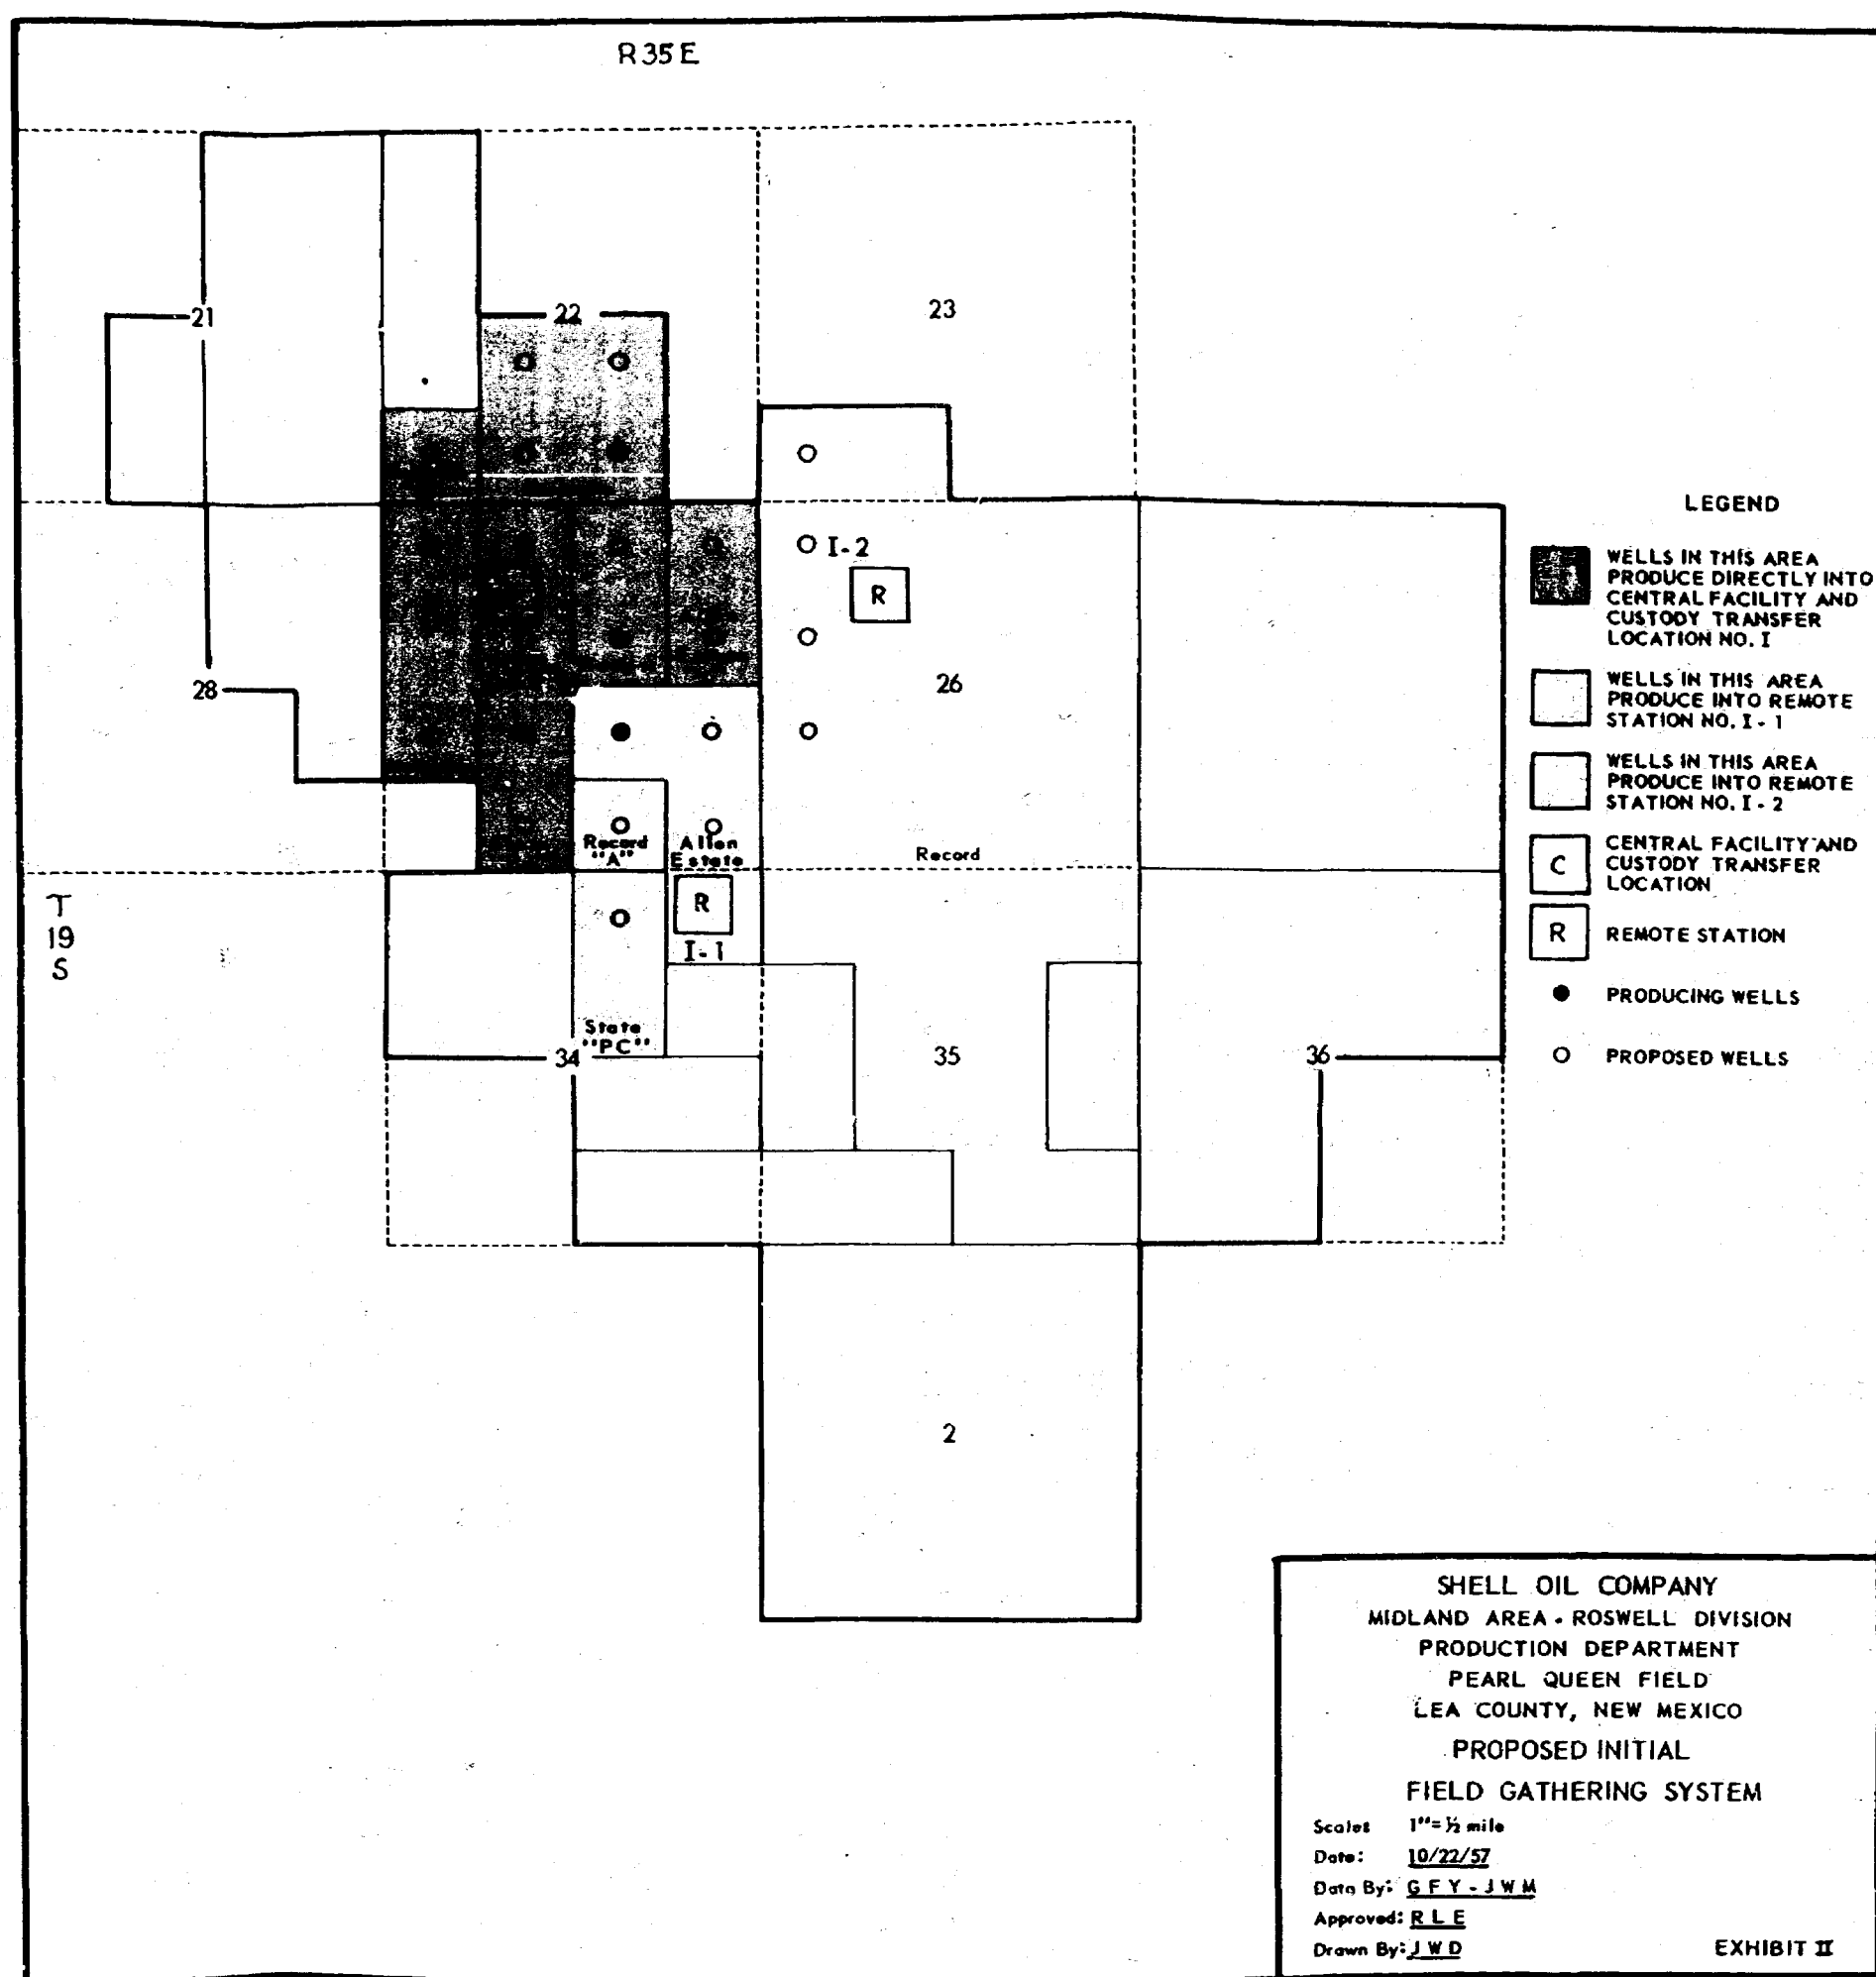 R 35 E
21
22
23
I-2
R
28
26
Record
"A"
Allen
Estate
Record
T
19
S
R
I-1
State
"PC"
34
35
36
2
LEGEND
WELLS IN THIS AREA
PRODUCE DIRECTLY INTO
CENTRAL FACILITY AND
CUSTODY TRANSFER
LOCATION NO. I
WELLS IN THIS AREA
PRODUCE INTO REMOTE
STATION NO. I - 1
WELLS IN THIS AREA
PRODUCE INTO REMOTE
STATION NO. I - 2
C
CENTRAL FACILITY AND
CUSTODY TRANSFER
LOCATION
R
REMOTE STATION
PRODUCING WELLS
PROPOSED WELLS
SHELL OIL COMPANY
MIDLAND AREA - ROSWELL DIVISION
PRODUCTION DEPARTMENT
PEARL QUEEN FIELD
LEA COUNTY, NEW MEXICO
PROPOSED INITIAL
FIELD GATHERING SYSTEM
Scale: 1"= ½ mile
Date: 10/22/57
Data By: G F Y - J W M
Approved: R L E
Drawn By: J W D
EXHIBIT II